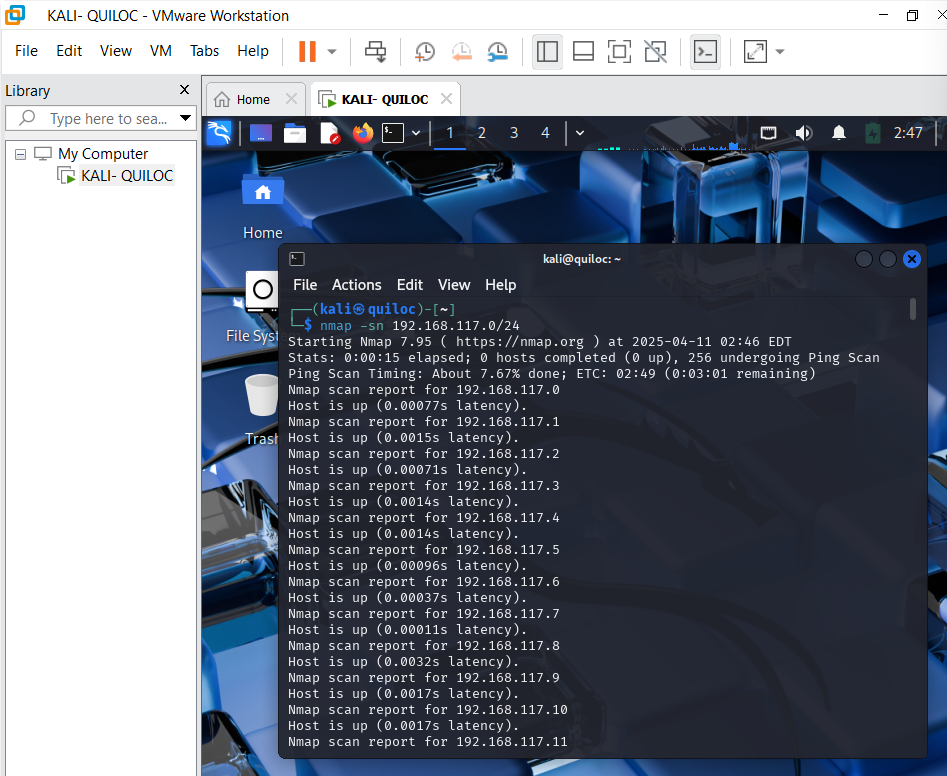 KALI- QUILOC - VMware Workstation
File Edit View VM Tabs Help
Library
Type here to sea...
My Computer
KALI- QUILOC
Home
KALI- QUILOC
1 2 3 4
2:47
Home
File Syst
Trash
kali@quiloc: ~
File Actions Edit View Help
┌──(kali㉿quiloc)-[~]
└─$ nmap -sn 192.168.117.0/24
Starting Nmap 7.95 ( https://nmap.org ) at 2025-04-11 02:46 EDT
Stats: 0:00:15 elapsed; 0 hosts completed (0 up), 256 undergoing Ping Scan
Ping Scan Timing: About 7.67% done; ETC: 02:49 (0:03:01 remaining)
Nmap scan report for 192.168.117.0
Host is up (0.00077s latency).
Nmap scan report for 192.168.117.1
Host is up (0.0015s latency).
Nmap scan report for 192.168.117.2
Host is up (0.00071s latency).
Nmap scan report for 192.168.117.3
Host is up (0.0014s latency).
Nmap scan report for 192.168.117.4
Host is up (0.0014s latency).
Nmap scan report for 192.168.117.5
Host is up (0.00096s latency).
Nmap scan report for 192.168.117.6
Host is up (0.00037s latency).
Nmap scan report for 192.168.117.7
Host is up (0.00011s latency).
Nmap scan report for 192.168.117.8
Host is up (0.0032s latency).
Nmap scan report for 192.168.117.9
Host is up (0.0017s latency).
Nmap scan report for 192.168.117.10
Host is up (0.0017s latency).
Nmap scan report for 192.168.117.11